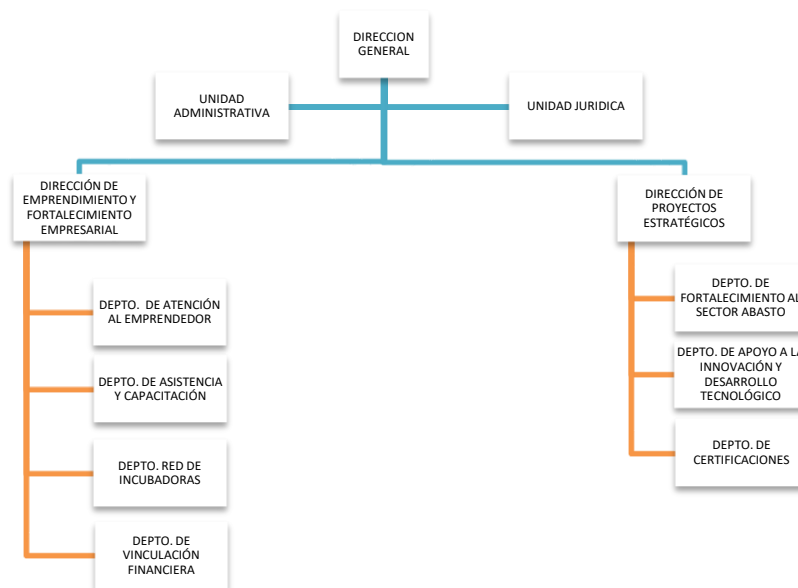 DIRECCION
GENERAL
UNIDAD
ADMINISTRATIVA
UNIDAD JURIDICA
DIRECCIÓN DE
EMPRENDIMIENTO Y
FORTALECIMIENTO
EMPRESARIAL
DIRECCIÓN DE
PROYECTOS
ESTRATÉGICOS
DEPTO. DE ATENCIÓN
AL EMPRENDEDOR
DEPTO. DE ASISTENCIA
Y CAPACITACIÓN
DEPTO. RED DE
INCUBADORAS
DEPTO. DE
VINCULACIÓN
FINANCIERA
DEPTO. DE
FORTALECIMIENTO AL
SECTOR ABASTO
DEPTO. DE APOYO A LA
INNOVACIÓN Y
DESARROLLO
TECNOLÓGICO
DEPTO. DE
CERTIFICACIONES